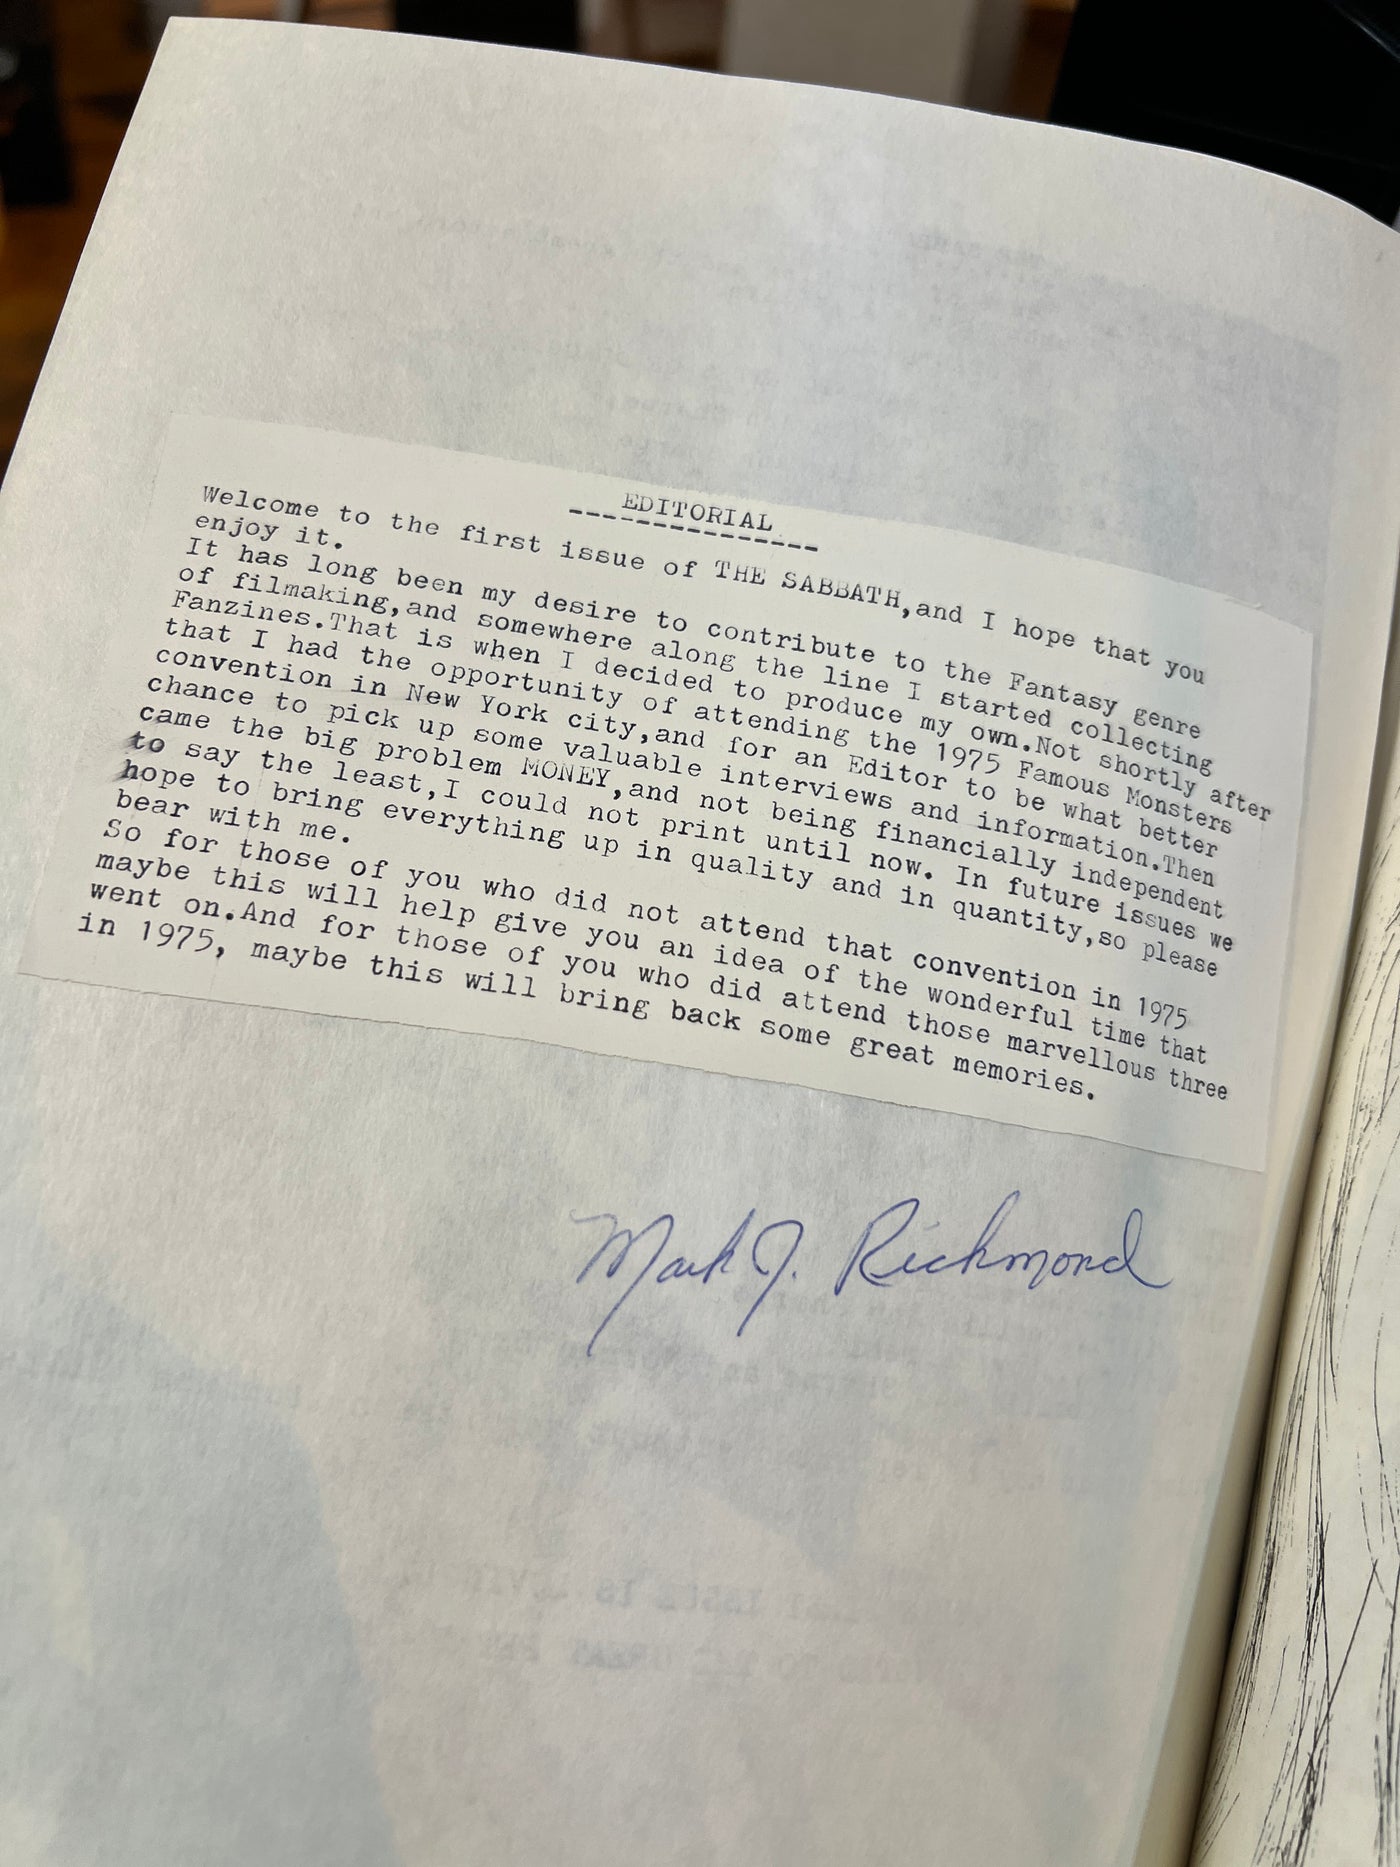 EDITORIAL
Welcome to the first issue of THE SABBATH,and I hope that you
enjoy it.
It has long been my desire to contribute to the Fantasy genre
of filmaking,and somewhere along the line I started collecting
Fanzines.That is when I decided to produce my own.Not shortly after
that I had the opportunity of attending the 1975 Famous Monsters
convention in New York city,and for an Editor to be what better
chance to pick up some valuable interviews and information.Then
came the big problem MONEY,and not being financially independent
to say the least,I could not print until now. In future issues we
hope to bring everything up in quality and in quantity,so please
bear with me.
So for those of you who did not attend that convention in 1975
maybe this will help give you an idea of the wonderful time that
went on.And for those of you who did attend those marvellous three
in 1975, maybe this will bring back some great memories.
Mark J. Richmond